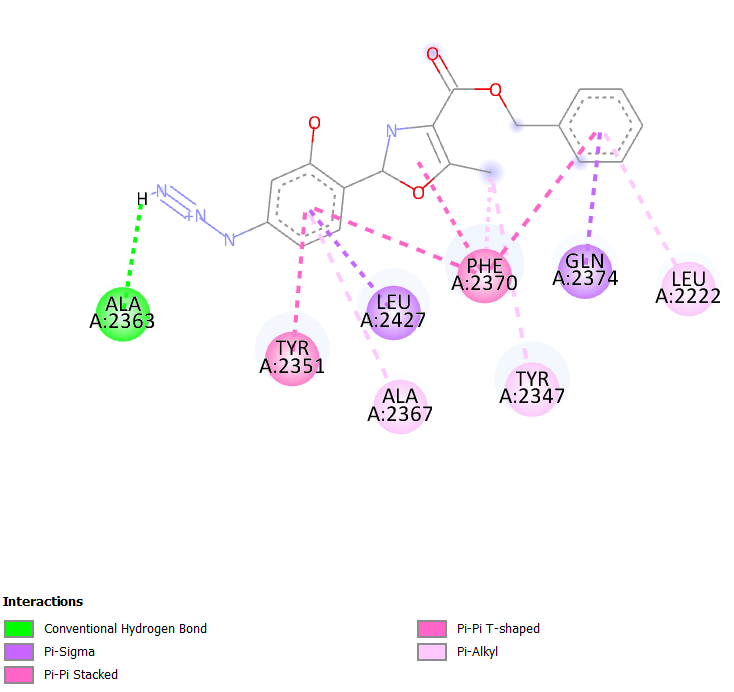 O
O
O
N
H
N
+N
N
O
PHE
A:2370
GLN
A:2374
LEU
A:2222
ALA
A:2363
LEU
A:2427
TYR
A:2351
TYR
A:2347
ALA
A:2367
Interactions
Conventional Hydrogen Bond
Pi-Sigma
Pi-Pi Stacked
Pi-Pi T-shaped
Pi-Alkyl